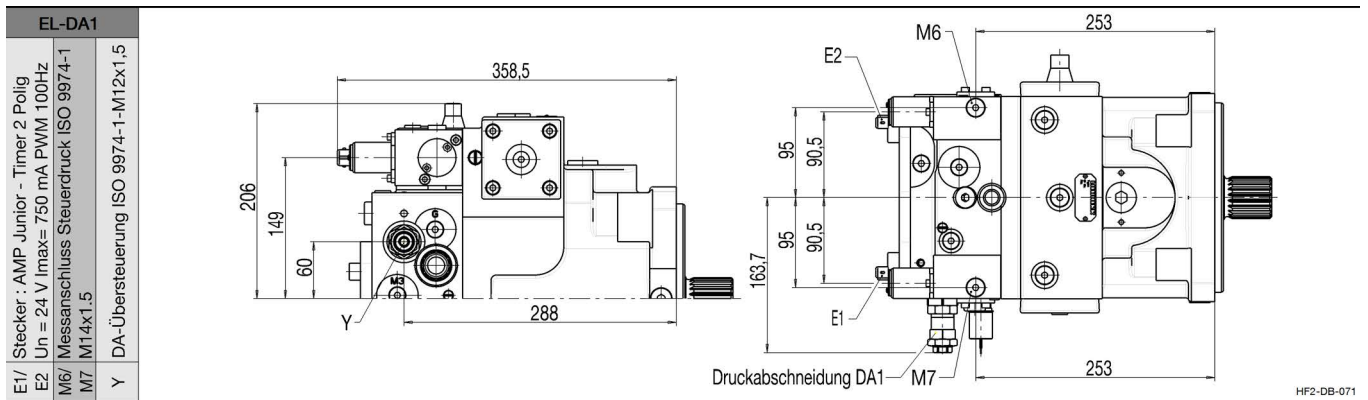 EL-DA1
E1/ E2 Stecker : AMP Junior - Timer 2 Polig
Un = 24 V Imax= 750 mA PWM 100Hz
M6/ M7 Messanschluss Steuerdruck ISO 9974-1
M14x1.5
Y DA-Übersteuerung ISO 9974-1-M12x1,5
358,5
206
149
60
G
M3
Y
288
253
M6
E2
95
90,5
95
90,5
163,7
E1
Druckabschneidung DA1
M7
253
HF2-DB-071